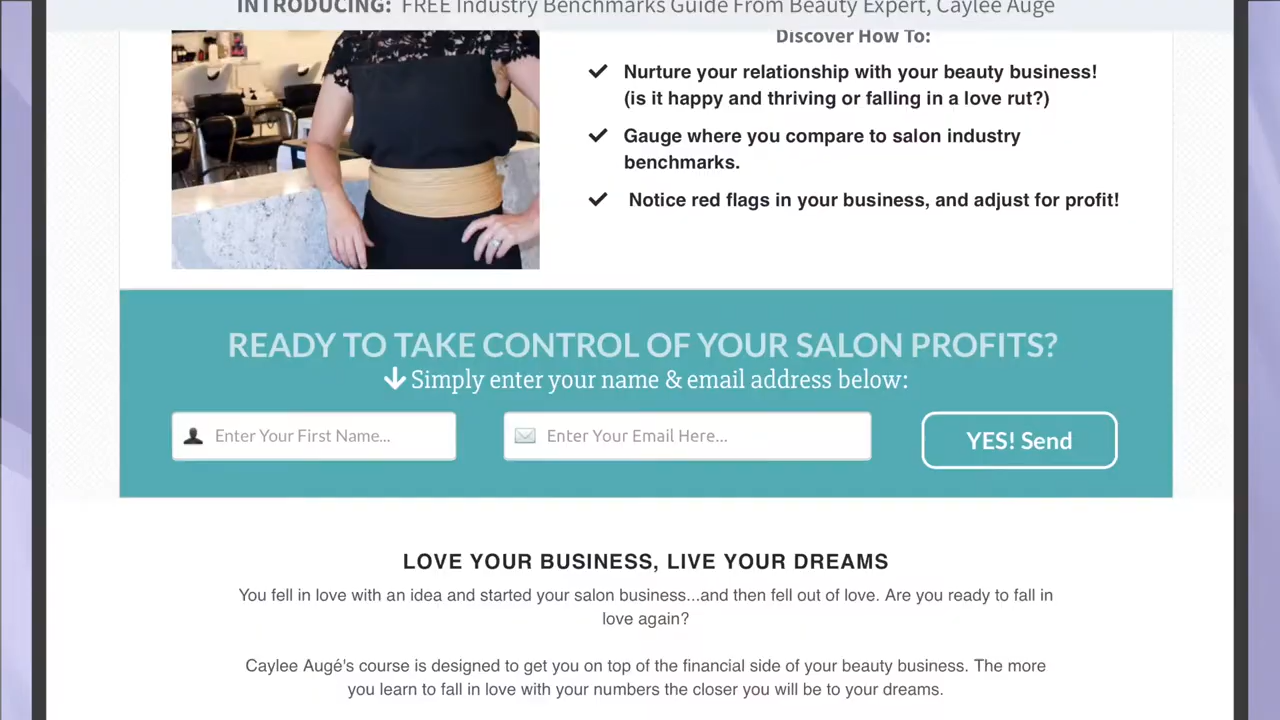 INTRODUCING: FREE Industry Benchmarks Guide From Beauty Expert, Caylee Auge
Discover How To:
Nurture your relationship with your beauty business!
(is it happy and thriving or falling in a love rut?)
Gauge where you compare to salon industry
benchmarks.
Notice red flags in your business, and adjust for profit!
READY TO TAKE CONTROL OF YOUR SALON PROFITS?
Simply enter your name & email address below:
Enter Your First Name...
Enter Your Email Here...
YES! Send
LOVE YOUR BUSINESS, LIVE YOUR DREAMS
You fell in love with an idea and started your salon business...and then fell out of love. Are you ready to fall in
love again?
Caylee Augé's course is designed to get you on top of the financial side of your beauty business. The more
you learn to fall in love with your numbers the closer you will be to your dreams.